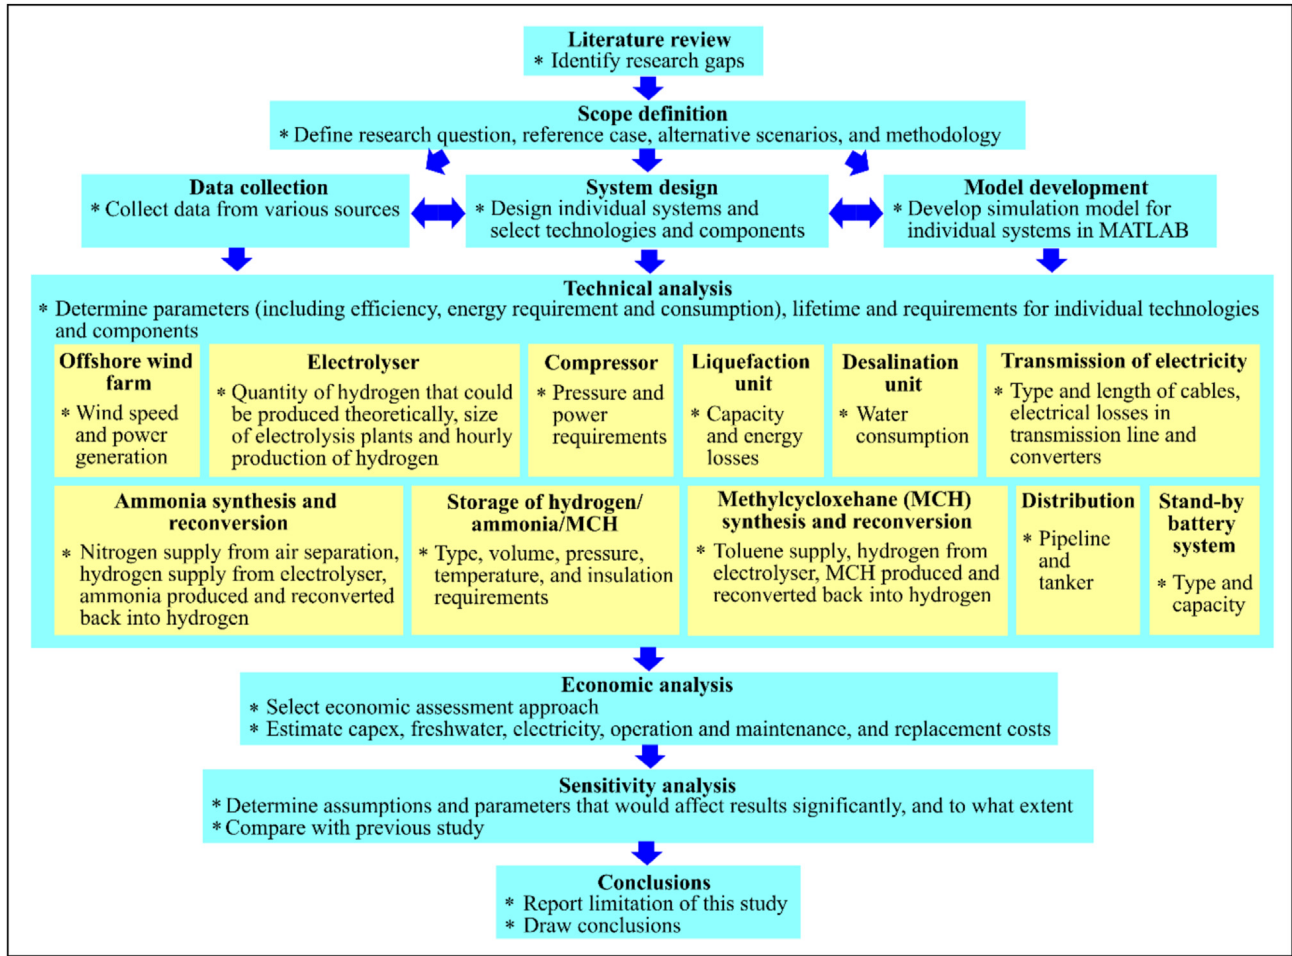 Literature review
* Identify research gaps
Scope definition
* Define research question, reference case, alternative scenarios, and methodology
Data collection
* Collect data from various sources
System design
* Design individual systems and
select technologies and components
Model development
* Develop simulation model for
individual systems in MATLAB
Technical analysis
* Determine parameters (including efficiency, energy requirement and consumption), lifetime and requirements for individual technologies
and components
Offshore wind
farm
* Wind speed
and power
generation
Electrolyser
* Quantity of hydrogen that could
be produced theoretically, size
of electrolysis plants and hourly
production of hydrogen
Compressor
* Pressure and
power
requirements
Liquefaction
unit
* Capacity
and energy
losses
Desalination
unit
* Water
consumption
Transmission of electricity
* Type and length of cables,
electrical losses in
transmission line and
converters
Ammonia synthesis and
reconversion
* Nitrogen supply from air separation,
hydrogen supply from electrolyser,
ammonia produced and reconverted
back into hydrogen
Storage of hydrogen/
ammonia/MCH
* Type, volume, pressure,
temperature, and insulation
requirements
Methylcycloxehane (MCH)
synthesis and reconversion
* Toluene supply, hydrogen from
electrolyser, MCH produced and
reconverted back into hydrogen
Distribution
* Pipeline
and
tanker
Stand-by
battery
system
* Type and
capacity
Economic analysis
* Select economic assessment approach
* Estimate capex, freshwater, electricity, operation and maintenance, and replacement costs
Sensitivity analysis
* Determine assumptions and parameters that would affect results significantly, and to what extent
* Compare with previous study
Conclusions
* Report limitation of this study
* Draw conclusions